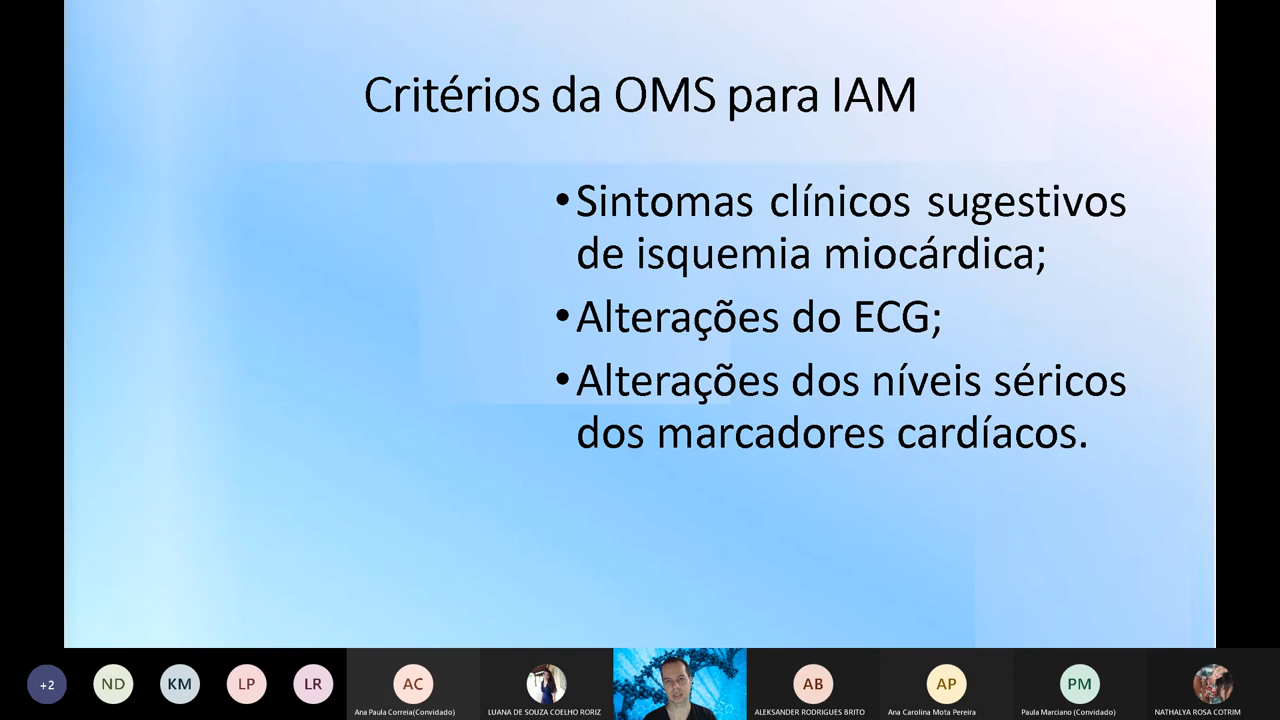 Critérios da OMS para IAM
•Sintomas clínicos sugestivos
de isquemia miocárdica;
•Alterações do ECG;
•Alterações dos níveis séricos
dos marcadores cardíacos.
+2
ND
KM
LP
LR
AC
AB
AP
PM
Ana Paula Correia(Convidado)
LUANA DE SOUZA COELHO RORIZ
ALEKSANDER RODRIGUES BRITO
Ana Carolina Mota Pereira
Paula Marciano (Convidado)
NATHALYA ROSA COTRIM